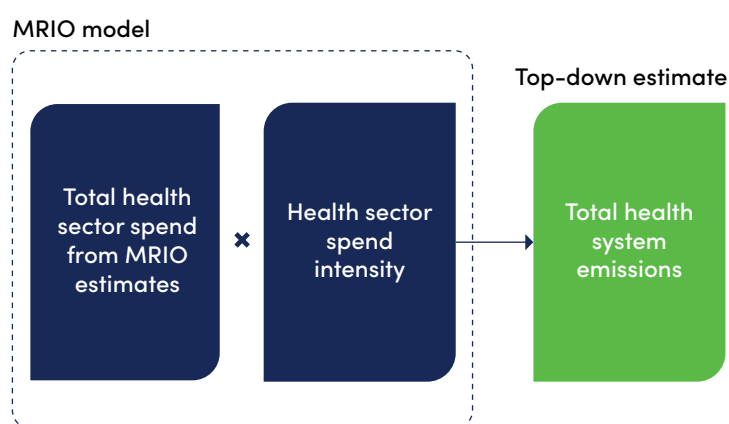 MRIO model
Top-down estimate
Total health
sector spend
from MRIO
estimates
×
Health sector
spend
intensity
Total health
system
emissions